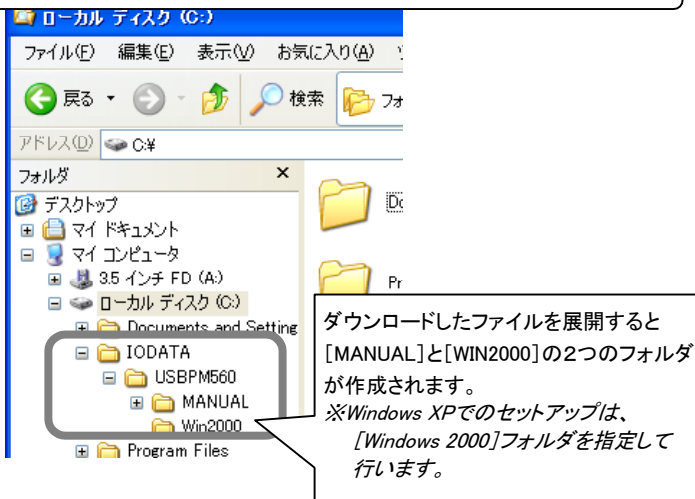 ローカル ディスク (C:)
ファイル(F) 編集(E) 表示(V) お気に入り(A)
戻る 検索 フォ
アドレス(D) C:¥
フォルダ ×
デスクトップ
マイ ドキュメント
マイ コンピュータ
3.5 インチ FD (A:)
ローカル ディスク (C:)
Documents and Setting
IODATA
USBPM560
MANUAL
Win2000
Program Files
Do
Pr
ダウンロードしたファイルを展開すると
[MANUAL]と[WIN2000]の２つのフォルダ
が作成されます。
※Windows XPでのセットアップは、
[Windows 2000]フォルダを指定して
行います。